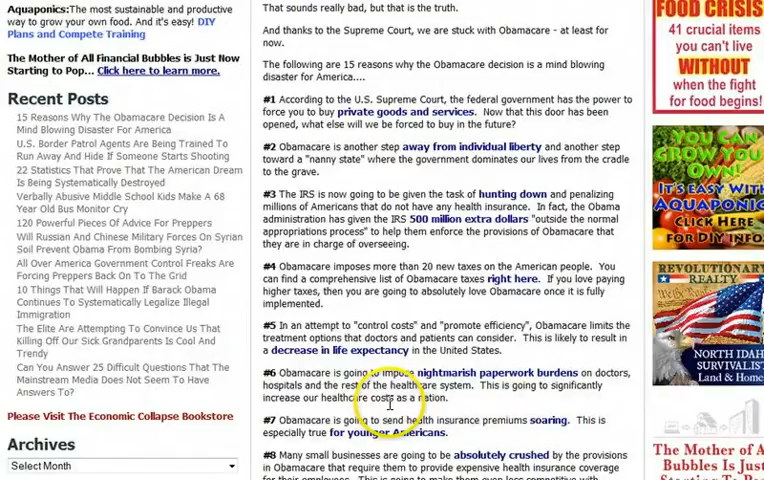 Aquaponics:The most sustainable and productive
way to grow your own food. And it's easy! DIY
Plans and Compete Training
The Mother of All Financial Bubbles is Just Now
Starting to Pop... Click here to learn more.
Recent Posts
15 Reasons Why The Obamacare Decision Is A
Mind Blowing Disaster For America
U.S. Border Patrol Agents Are Being Trained To
Run Away And Hide If Someone Starts Shooting
22 Statistics That Prove That The American Dream
Is Being Systematically Destroyed
Verbally Abusive Middle School Kids Make A 68
Year Old Bus Monitor Cry
120 Powerful Pieces Of Advice For Preppers
Will Russian And Chinese Military Forces On Syrian
Soil Prevent Obama From Bombing Syria?
All Over America Government Control Freaks Are
Forcing Preppers Back On To The Grid
10 Things That Will Happen If Barack Obama
Continues To Systematically Legalize Illegal
Immigration
The Elite Are Attempting To Convince Us That
Killing Off Our Sick Grandparents Is Cool And
Trendy
Can You Answer 25 Difficult Questions That The
Mainstream Media Does Not Seem To Have
Answers To?
Please Visit The Economic Collapse Bookstore
Archives
Select Month
That sounds really bad, but that is the truth.
And thanks to the Supreme Court, we are stuck with Obamacare - at least for
now.
The following are 15 reasons why the Obamacare decision is a mind blowing
disaster for America....
#1 According to the U.S. Supreme Court, the federal government has the power to
force you to buy private goods and services. Now that this door has been
opened, what else will we be forced to buy in the future?
#2 Obamacare is another step away from individual liberty and another step
toward a "nanny state" where the government dominates our lives from the cradle
to the grave.
#3 The IRS is now going to be given the task of hunting down and penalizing
millions of Americans that do not have any health insurance. In fact, the Obama
administration has given the IRS 500 million extra dollars "outside the normal
appropriations process" to help them enforce the provisions of Obamacare that
they are in charge of overseeing.
#4 Obamacare imposes more than 20 new taxes on the American people. You
can find a comprehensive list of Obamacare taxes right here. If you love paying
higher taxes, then you are going to absolutely love Obamacare once it is fully
implemented.
#5 In an attempt to "control costs" and "promote efficiency", Obamacare limits the
treatment options that doctors and patients can consider. This is likely to result in
a decrease in life expectancy in the United States.
#6 Obamacare is going to impose nightmarish paperwork burdens on doctors,
hospitals and the rest of the healthcare system. This is going to significantly
increase our healthcare costs as a nation.
#7 Obamacare is going to send health insurance premiums soaring. This is
especially true for younger Americans.
#8 Many small businesses are going to be absolutely crushed by the provisions
in Obamacare that require them to provide expensive health insurance coverage
for their employees. This is going to make them even less competitive with
FOOD CRISIS
41 crucial items
you can't live
WITHOUT
when the fight
for food begins!
YOU CAN
GROW YOUR
OWN!
IT'S EASY WITH
AQUAPONICS
CLICK HERE
FOR DIY INFO
REVOLUTIONARY
REALTY
NORTH IDAHO
SURVIVALIST
Land & Home
The Mother of A
Bubbles Is Just
Starting To Pop